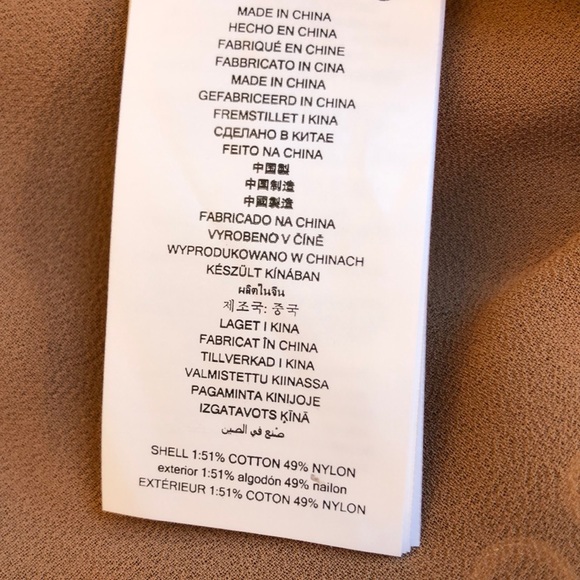 MADE IN CHINA
HECHO EN CHINA
FABRIQUÉ EN CHINE
FABBRICATO IN CINA
MADE IN CHINA
GEFABRICEERD IN CHINA
FREMSTILLET I KINA
СДЕЛАНО В КИТАЕ
FEITO NA CHINA
中国製
中国制造
中國製造
FABRICADO NA CHINA
VYROBENO V ČÍNĚ
WYPRODUKOWANO W CHINACH
KÉSZÜLT KÍNÁBAN
ผลิตในจีน
제조국: 중국
LAGET I KINA
FABRICAT ÎN CHINA
TILLVERKAD I KINA
VALMISTETTU KIINASSA
PAGAMINTA KINIJOJE
IZGATAVOTS ĶĪNĀ
صنع في الصين
SHELL 1:51% COTTON 49% NYLON
exterior 1:51% algodón 49% nailon
EXTÉRIEUR 1:51% COTON 49% NYLON